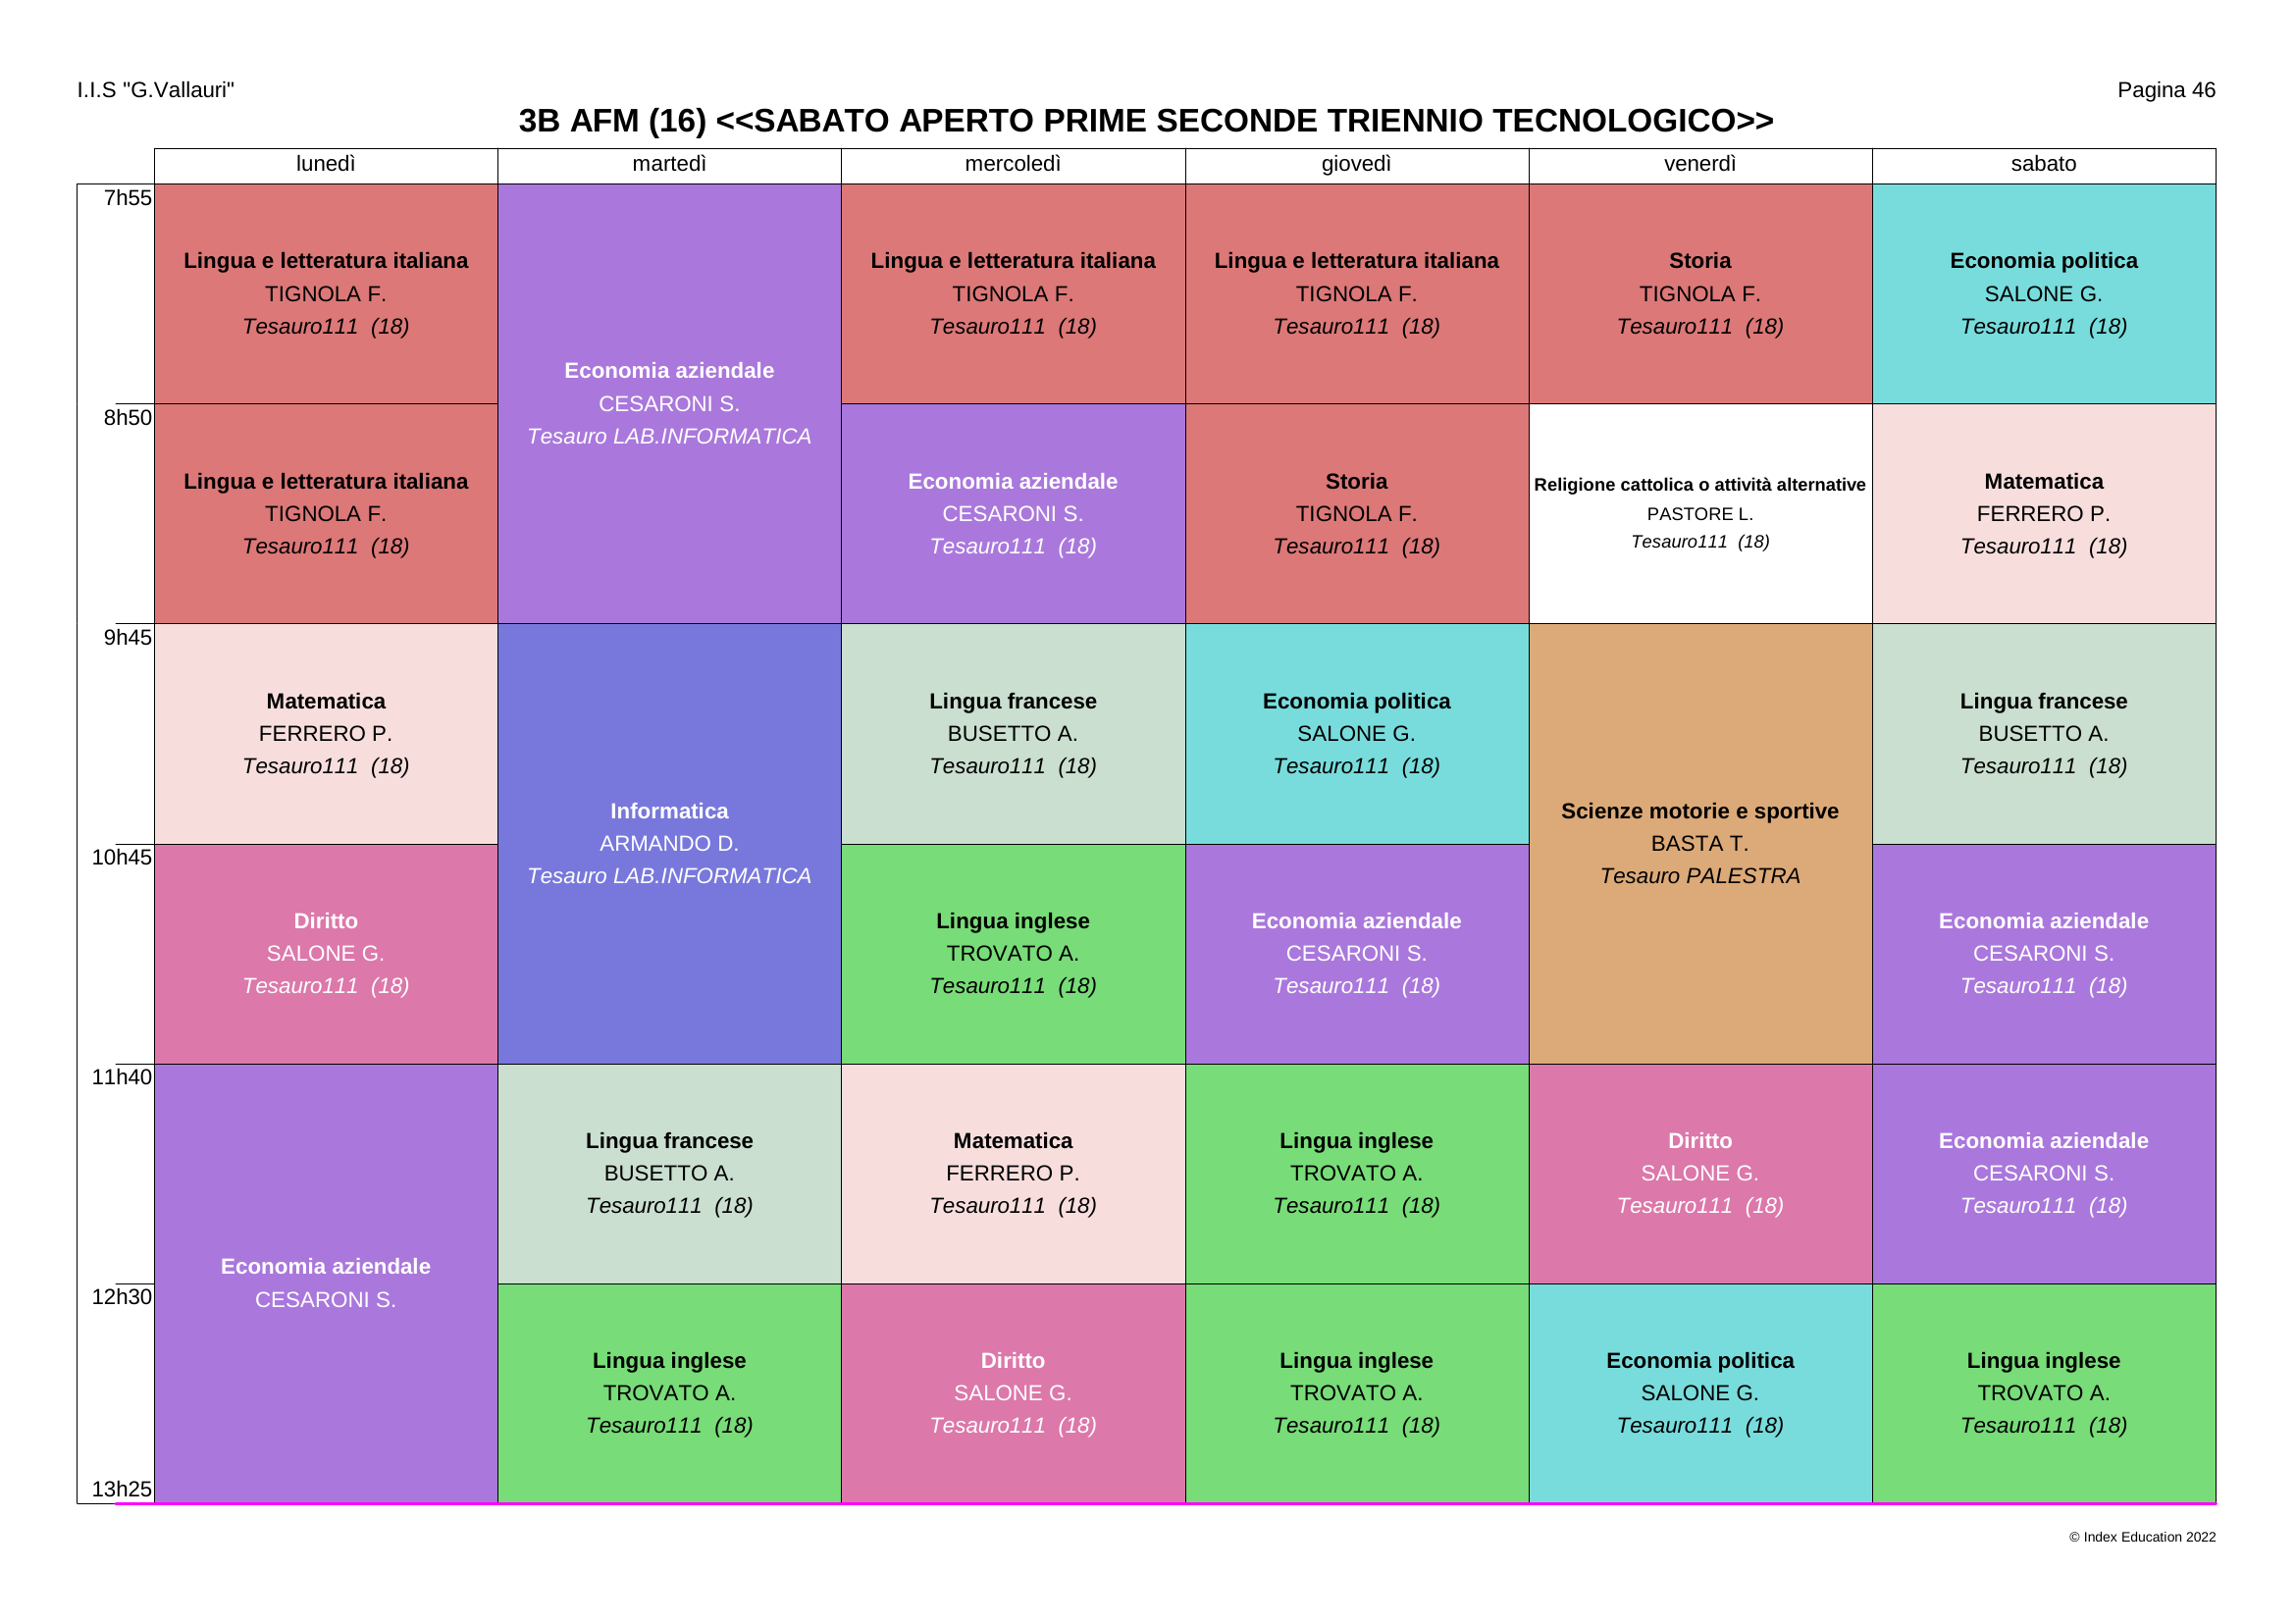 I.I.S "G.Vallauri"
Pagina 46
3B AFM (16) <<SABATO APERTO PRIME SECONDE TRIENNIO TECNOLOGICO>>
lunedì martedì mercoledì giovedì venerdì sabato
7h55
Lingua e letteratura italiana
TIGNOLA F.
Tesauro111 (18)
Economia aziendale
CESARONI S.
Tesauro LAB.INFORMATICA
Lingua e letteratura italiana
TIGNOLA F.
Tesauro111 (18)
Lingua e letteratura italiana
TIGNOLA F.
Tesauro111 (18)
Storia
TIGNOLA F.
Tesauro111 (18)
Economia politica
SALONE G.
Tesauro111 (18)
8h50
Lingua e letteratura italiana
TIGNOLA F.
Tesauro111 (18)
Economia aziendale
CESARONI S.
Tesauro111 (18)
Storia
TIGNOLA F.
Tesauro111 (18)
Religione cattolica o attività alternative
PASTORE L.
Tesauro111 (18)
Matematica
FERRERO P.
Tesauro111 (18)
9h45
Matematica
FERRERO P.
Tesauro111 (18)
Informatica
ARMANDO D.
Tesauro LAB.INFORMATICA
Lingua francese
BUSETTO A.
Tesauro111 (18)
Economia politica
SALONE G.
Tesauro111 (18)
Scienze motorie e sportive
BASTA T.
Tesauro PALESTRA
Lingua francese
BUSETTO A.
Tesauro111 (18)
10h45
Diritto
SALONE G.
Tesauro111 (18)
Lingua inglese
TROVATO A.
Tesauro111 (18)
Economia aziendale
CESARONI S.
Tesauro111 (18)
Economia aziendale
CESARONI S.
Tesauro111 (18)
11h40
Economia aziendale
CESARONI S.
Lingua francese
BUSETTO A.
Tesauro111 (18)
Matematica
FERRERO P.
Tesauro111 (18)
Lingua inglese
TROVATO A.
Tesauro111 (18)
Diritto
SALONE G.
Tesauro111 (18)
Economia aziendale
CESARONI S.
Tesauro111 (18)
12h30
Lingua inglese
TROVATO A.
Tesauro111 (18)
Diritto
SALONE G.
Tesauro111 (18)
Lingua inglese
TROVATO A.
Tesauro111 (18)
Economia politica
SALONE G.
Tesauro111 (18)
Lingua inglese
TROVATO A.
Tesauro111 (18)
13h25
© Index Education 2022